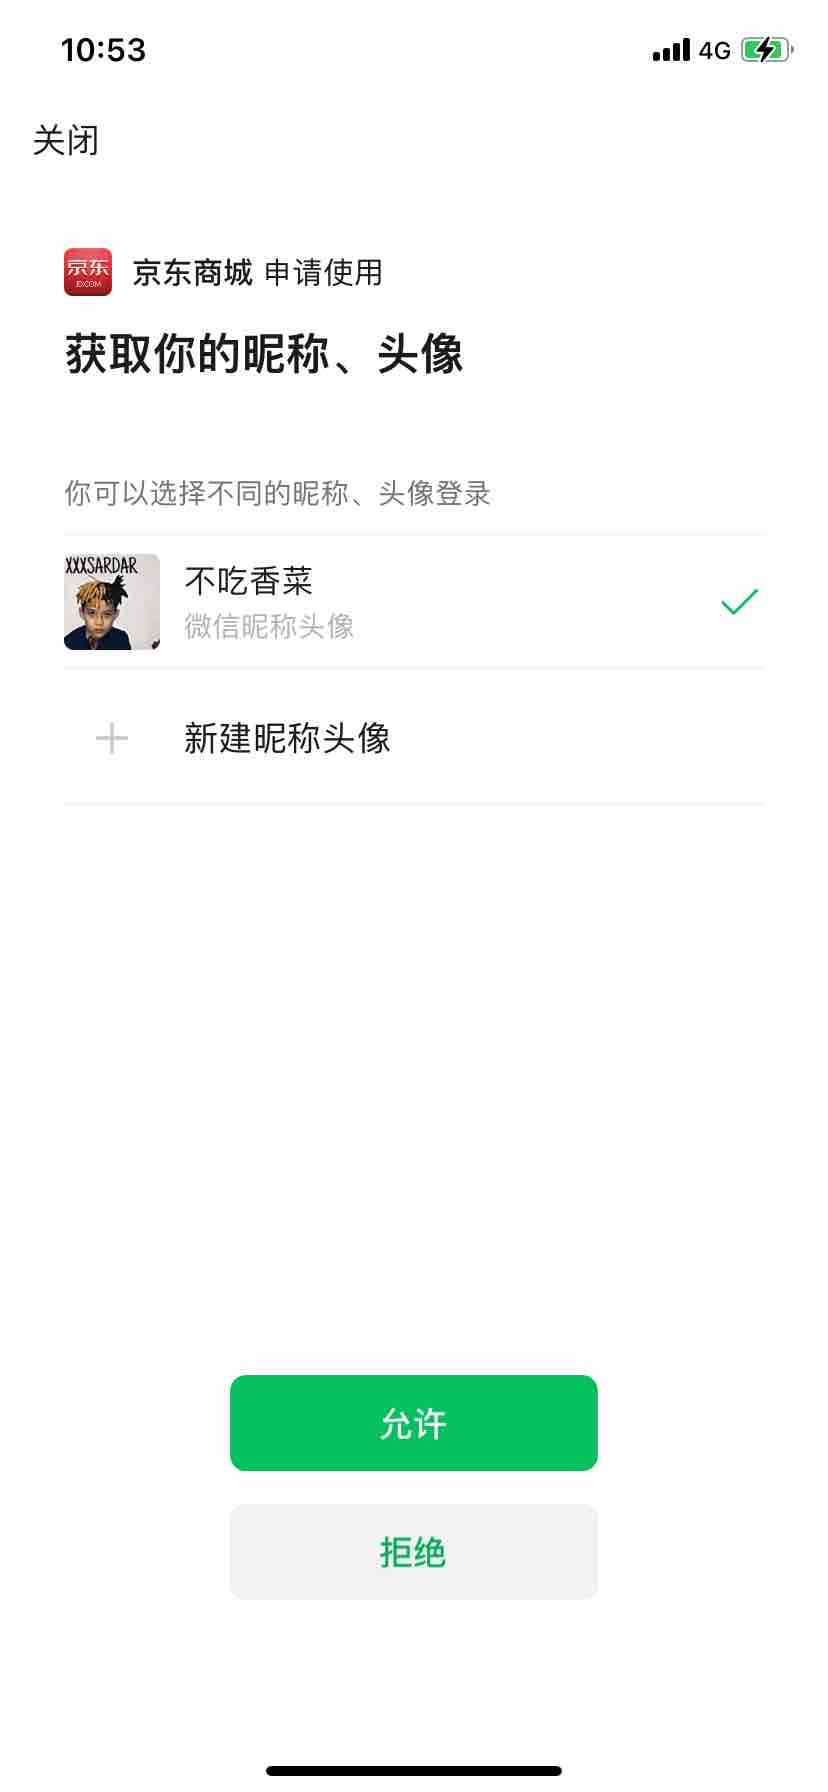 10:53
4G
关闭
京东
JD.COM
京东商城 申请使用
获取你的昵称、头像
你可以选择不同的昵称、头像登录
XXXSARDAR
不吃香菜
微信昵称头像
新建昵称头像
允许
拒绝